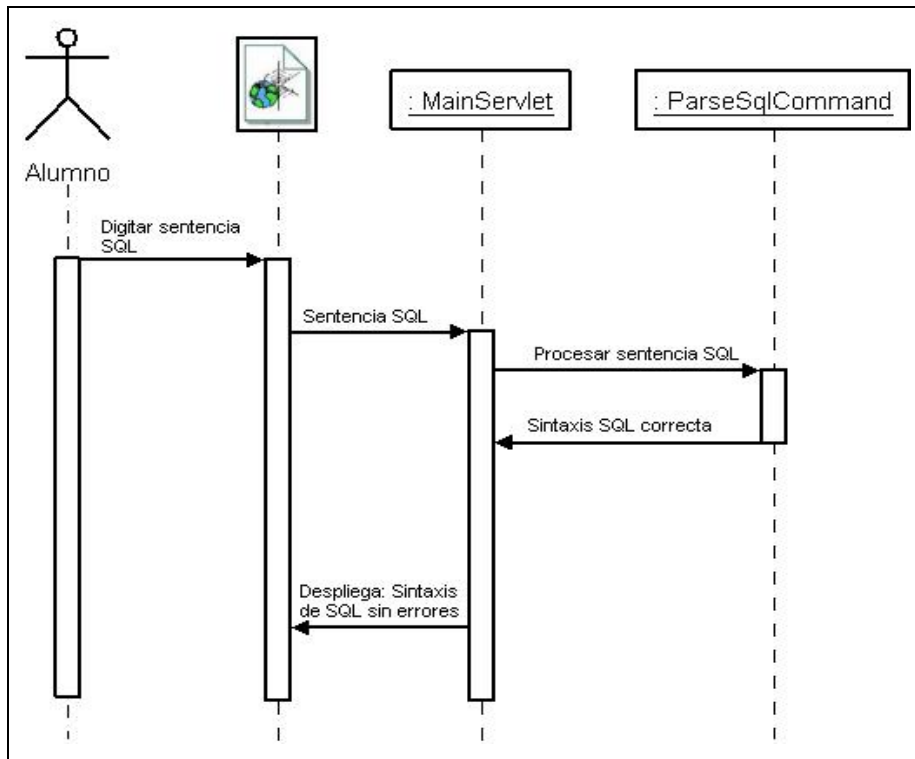 : MainServlet
: ParseSqlCommand
Alumno
Digitar sentencia
SQL
Sentencia SQL
Procesar sentencia SQL
Sintaxis SQL correcta
Despliega: Sintaxis
de SQL sin errores